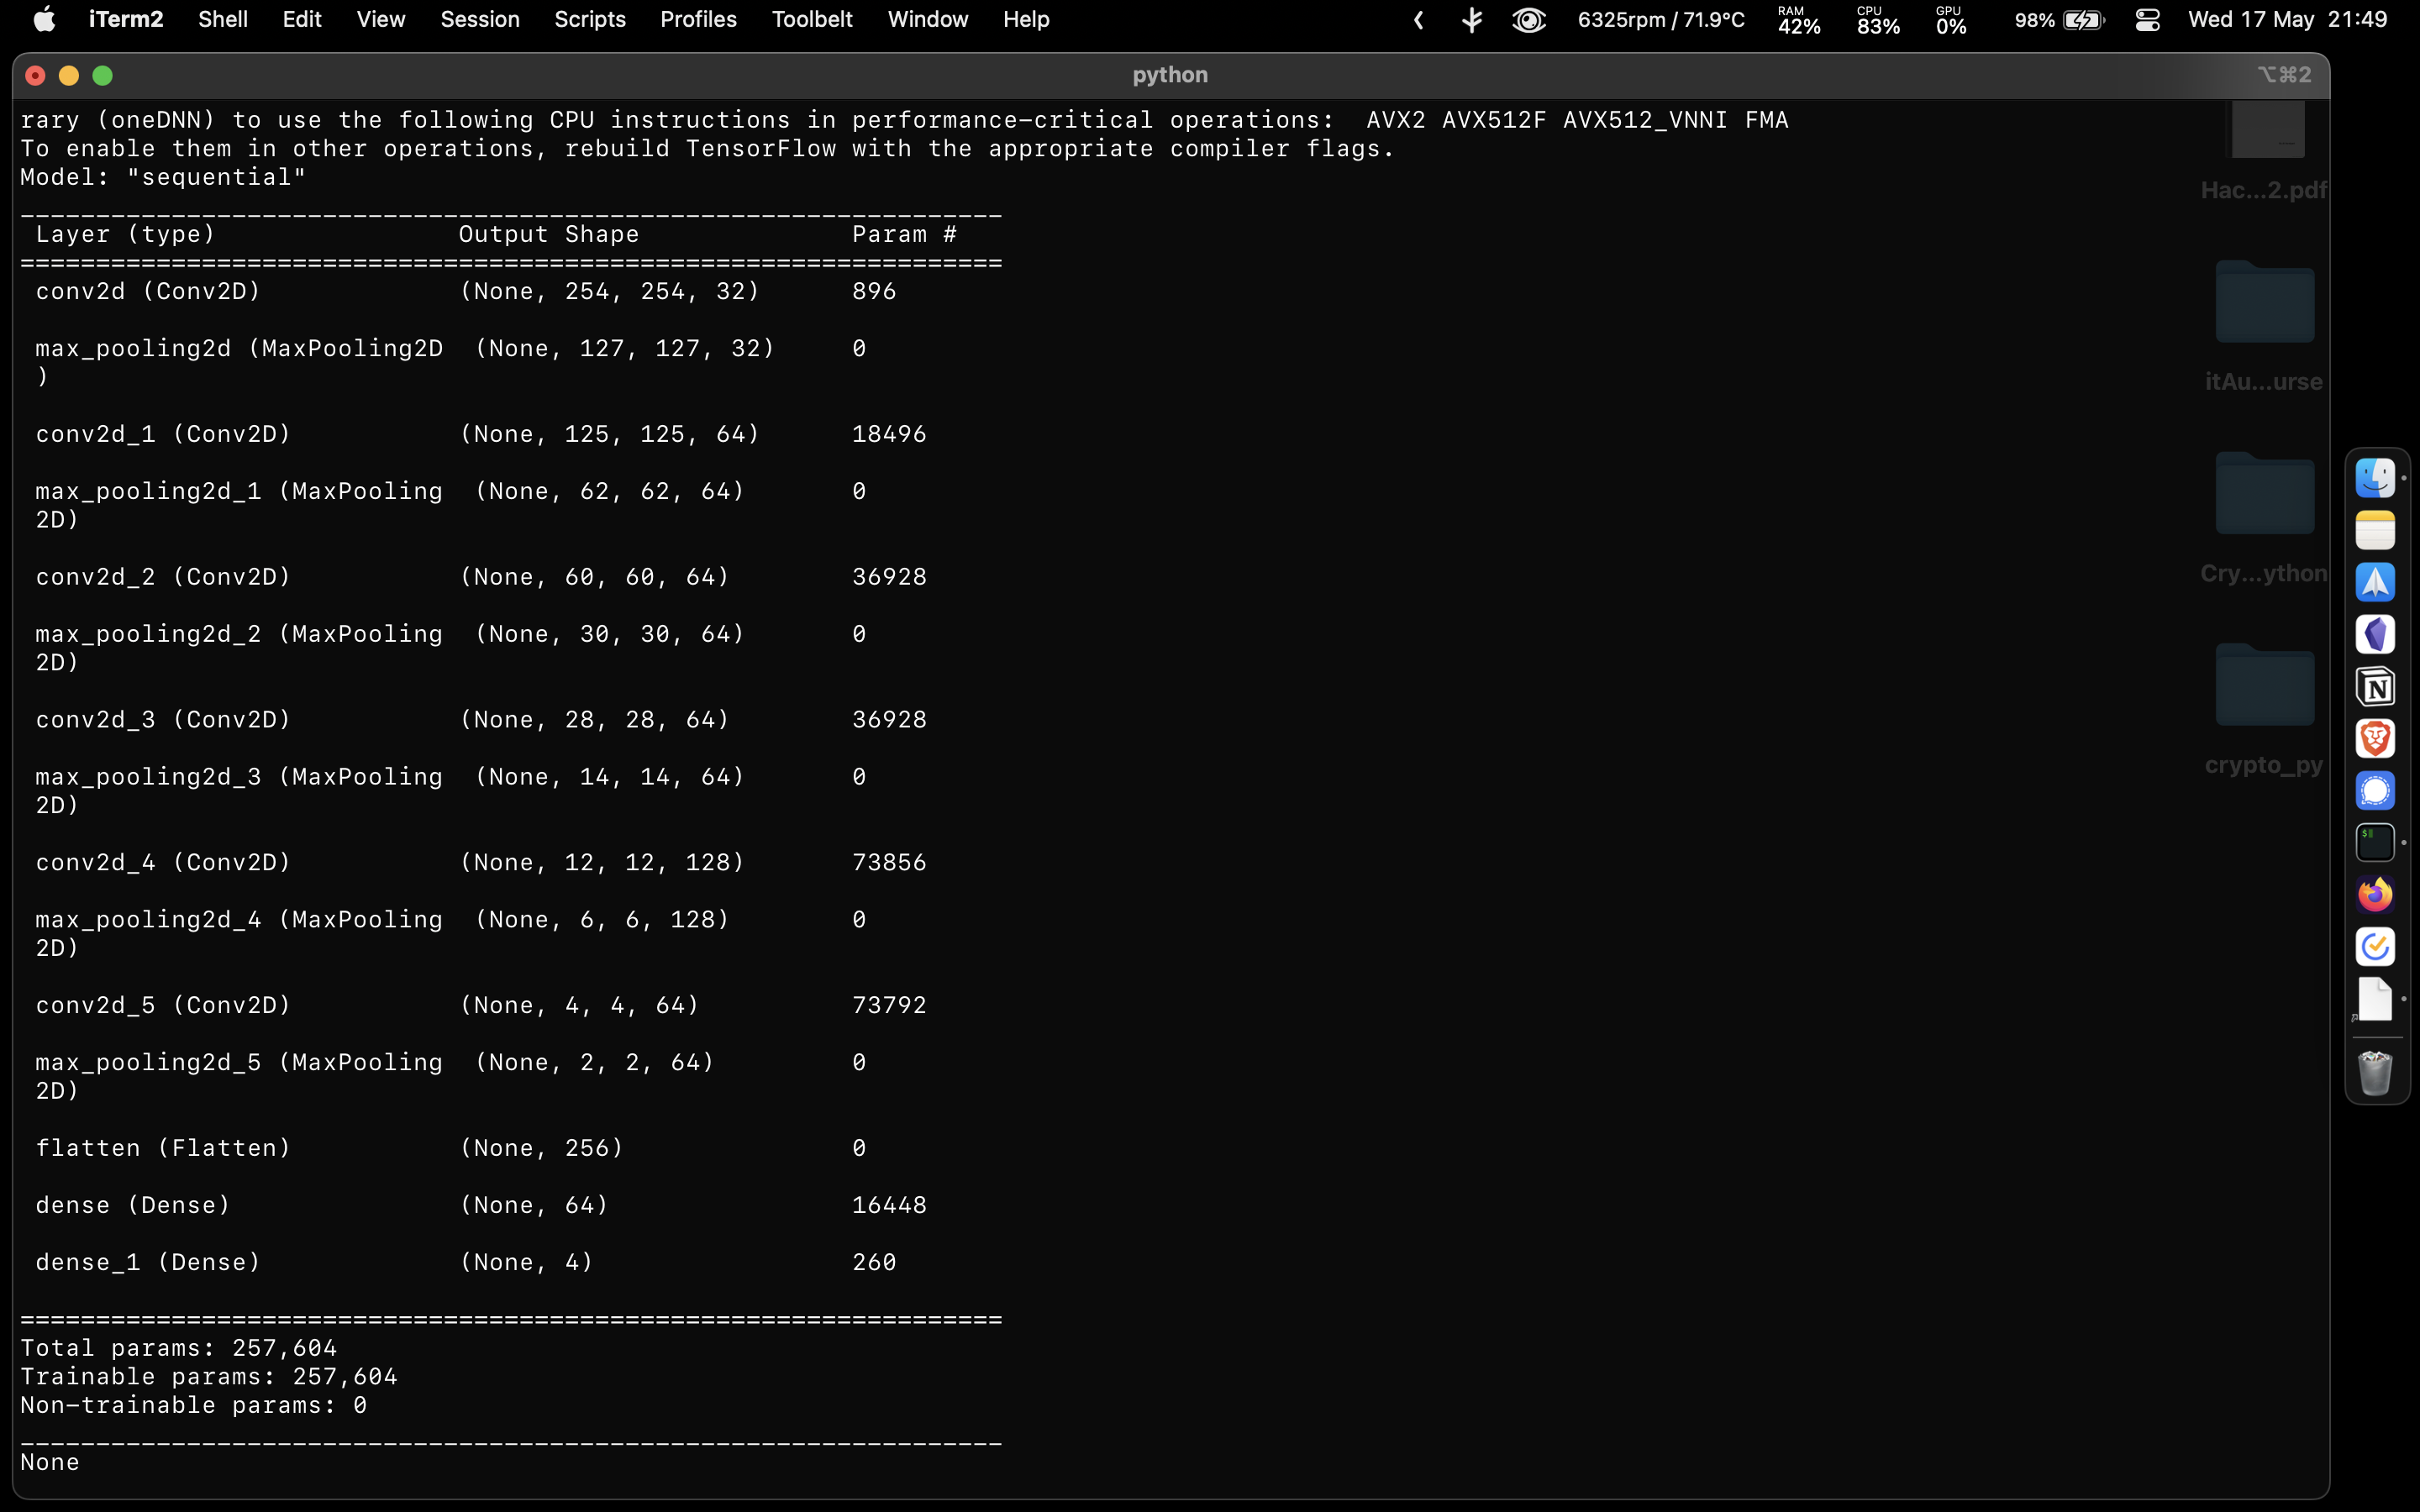 iTerm2 Shell Edit View Session Scripts Profiles Toolbelt Window Help 6325rpm / 71.9°C RAM 42% CPU 83% GPU 0% 98% Wed 17 May 21:49
python ⌥⌘2
rary (oneDNN) to use the following CPU instructions in performance-critical operations:  AVX2 AVX512F AVX512_VNNI FMA
To enable them in other operations, rebuild TensorFlow with the appropriate compiler flags.
Model: "sequential"
_________________________________________________________________
 Layer (type)                Output Shape              Param #
=================================================================
 conv2d (Conv2D)             (None, 254, 254, 32)      896
 max_pooling2d (MaxPooling2D  (None, 127, 127, 32)     0
 )
 conv2d_1 (Conv2D)           (None, 125, 125, 64)      18496
 max_pooling2d_1 (MaxPooling  (None, 62, 62, 64)       0
 2D)
 conv2d_2 (Conv2D)           (None, 60, 60, 64)        36928
 max_pooling2d_2 (MaxPooling  (None, 30, 30, 64)       0
 2D)
 conv2d_3 (Conv2D)           (None, 28, 28, 64)        36928
 max_pooling2d_3 (MaxPooling  (None, 14, 14, 64)       0
 2D)
 conv2d_4 (Conv2D)           (None, 12, 12, 128)       73856
 max_pooling2d_4 (MaxPooling  (None, 6, 6, 128)        0
 2D)
 conv2d_5 (Conv2D)           (None, 4, 4, 64)          73792
 max_pooling2d_5 (MaxPooling  (None, 2, 2, 64)         0
 2D)
 flatten (Flatten)           (None, 256)               0
 dense (Dense)               (None, 64)                16448
 dense_1 (Dense)             (None, 4)                 260
=================================================================
Total params: 257,604
Trainable params: 257,604
Non-trainable params: 0
_________________________________________________________________
None
Hac...2.pdf
itAu...urse
Cry...ython
crypto_py